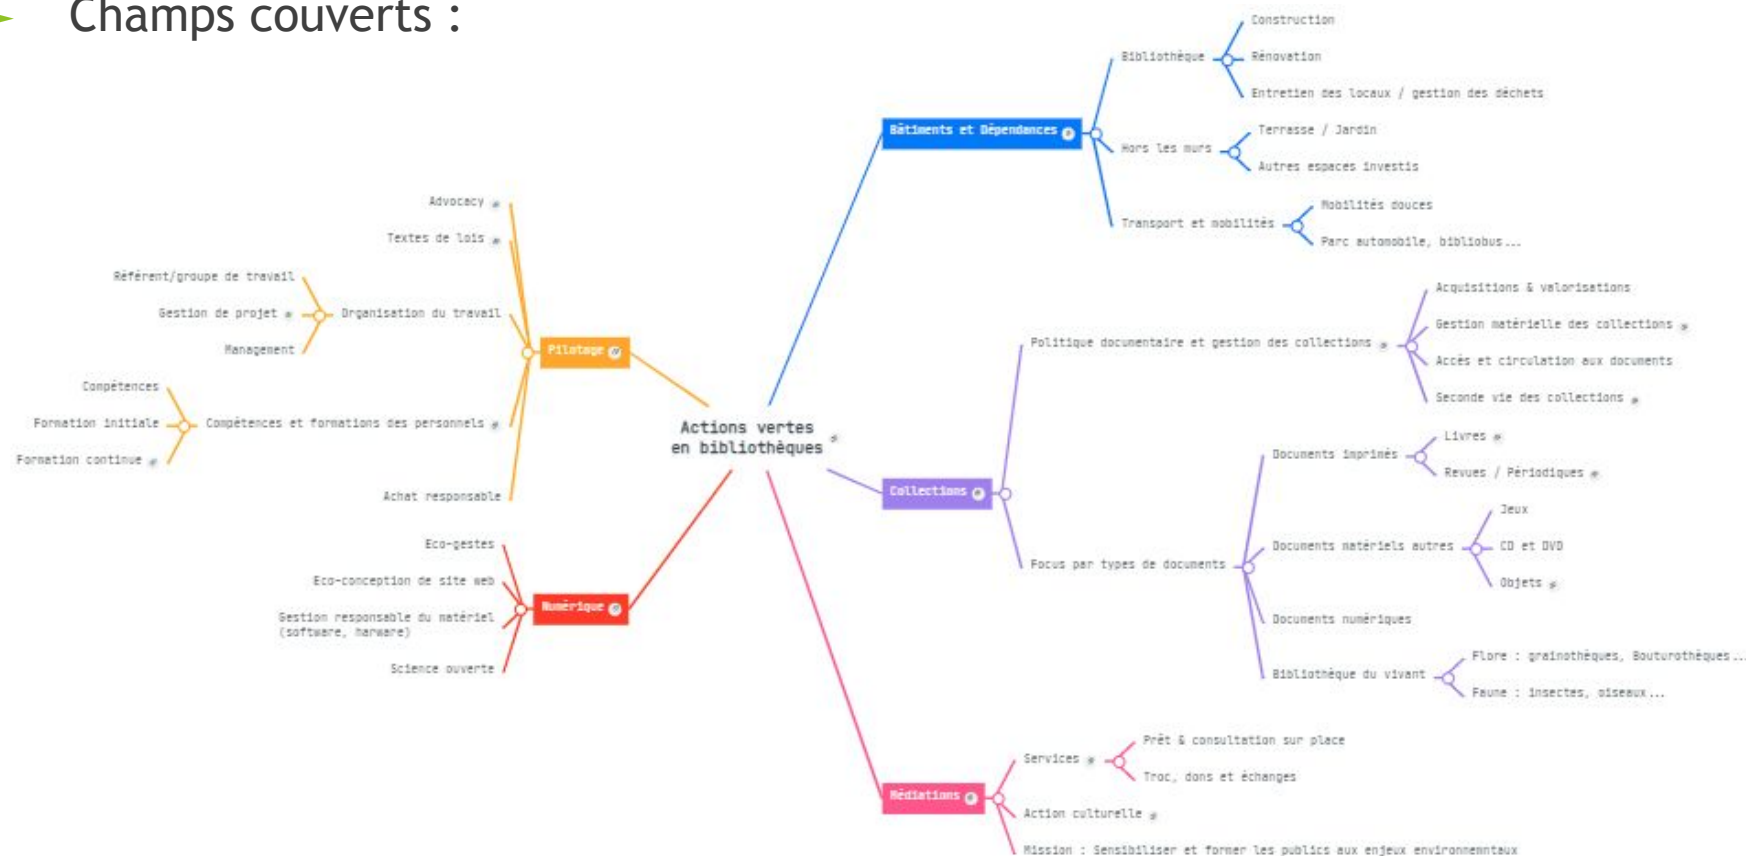 Champs couverts :
Actions vertes
en bibliothèques
Bâtiments et Dépendances
Bibliothèque
Construction
Rénovation
Entretien des locaux / gestion des déchets
Hors les murs
Terrasse / Jardin
Autres espaces investis
Transport et mobilités
Mobilités douces
Parc automobile, bibliobus...
Collections
Politique documentaire et gestion des collections
Acquisitions & valorisations
Gestion matérielle des collections
Accès et circulation aux documents
Seconde vie des collections
Focus par types de documents
Documents imprimés
Livres
Revues / Périodiques
Documents matériels autres
Jeux
CD et DVD
Objets
Documents numériques
Bibliothèque du vivant
Flore : grainothèques, Bouturothèques...
Faune : insectes, oiseaux...
Médiations
Services
Prêt & consultation sur place
Troc, dons et échanges
Action culturelle
Mission : Sensibiliser et former les publics aux enjeux environnemntaux
Pilotage
Advocacy
Textes de lois
Organisation du travail
Référent/groupe de travail
Gestion de projet
Management
Compétences et formations des personnels
Compétences
Formation initiale
Formation continue
Achat responsable
Numérique
Eco-gestes
Eco-conception de site web
Gestion responsable du matériel
(software, harware)
Science ouverte